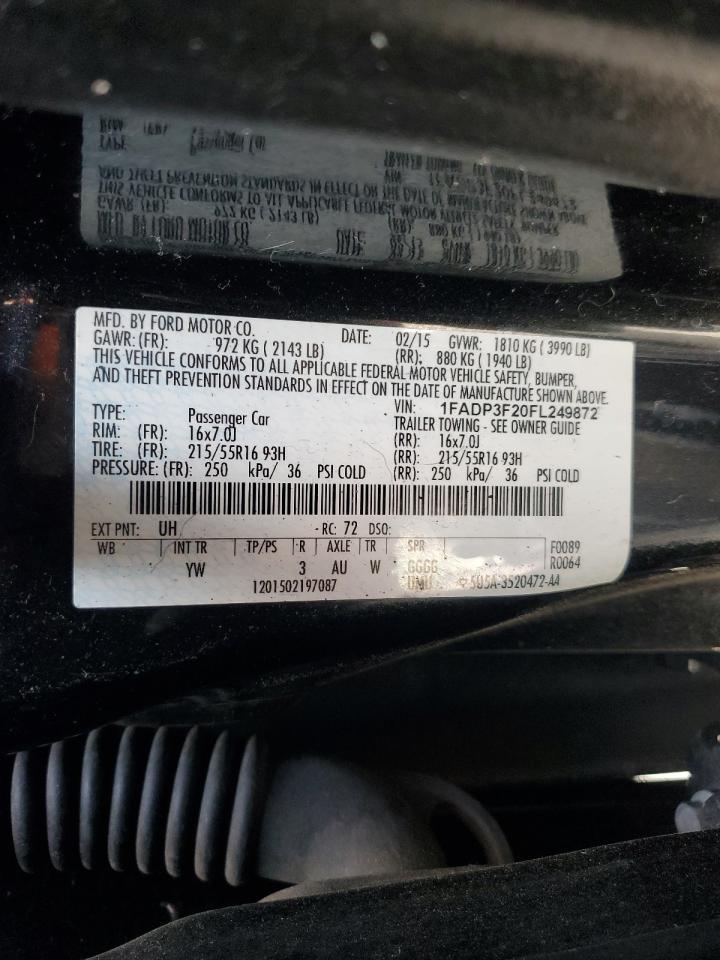 MFD. BY FORD MOTOR CO. DATE: 02/15 GVWR: 1810 KG ( 3990 LB)
GAWR: (FR): 972 KG ( 2143 LB) (RR): 880 KG ( 1940 LB)
THIS VEHICLE CONFORMS TO ALL APPLICABLE FEDERAL MOTOR VEHICLE SAFETY, BUMPER,
AND THEFT PREVENTION STANDARDS IN EFFECT ON THE DATE OF MANUFACTURE SHOWN ABOVE.
VIN: 1FADP3F20FL249872
TYPE: Passenger Car TRAILER TOWING - SEE OWNER GUIDE
RIM: (FR): 16x7.0J (RR): 16x7.0J
TIRE: (FR): 215/55R16 93H (RR): 215/55R16 93H
PRESSURE: (FR): 250 kPa/ 36 PSI COLD (RR): 250 kPa/ 36 PSI COLD
EXT PNT: UH RC: 72 DSO:
WB INT TR TP/PS R AXLE TR SPR F0089
YW 3 AU W GGGG R0064
1201502197087 5U5A-3520472-AA